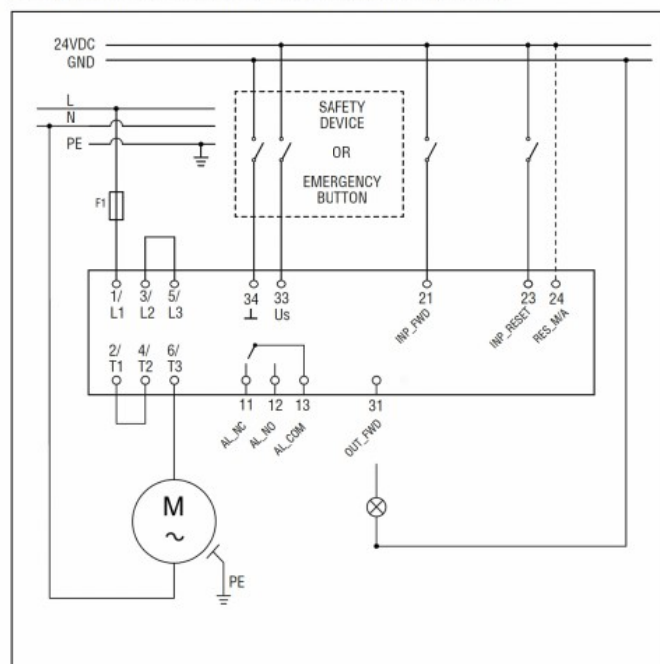 24VDC
GND
L
N
PE
SAFETY
DEVICE
OR
EMERGENCY
BUTTON
F1
1/
L1
3/
L2
5/
L3
34
⊥
33
Us
21
INP_FWD
23
INP_RESET
24
RES_M/A
2/
T1
4/
T2
6/
T3
11
AL_NC
12
AL_NO
13
AL_COM
31
OUT_FWD
M
~
PE